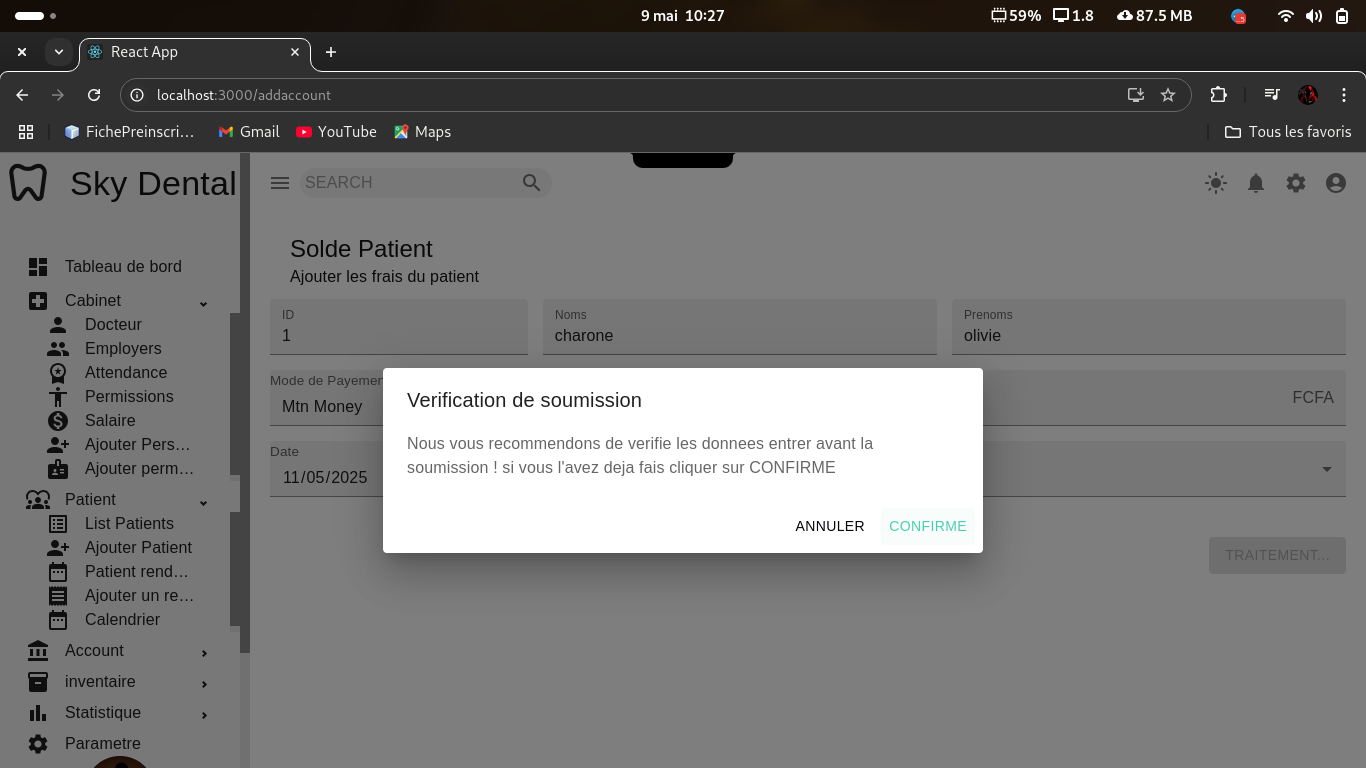 9 mai 10:27
59% 1.8 87.5 MB
React App
localhost:3000/addaccount
FichePreinscri... Gmail YouTube Maps Tous les favoris
Sky Dental
SEARCH
Tableau de bord
Cabinet
Docteur
Employers
Attendance
Permissions
Salaire
Ajouter Pers...
Ajouter perm...
Patient
List Patients
Ajouter Patient
Patient rend...
Ajouter un re...
Calendrier
Account
inventaire
Statistique
Parametre
Solde Patient
Ajouter les frais du patient
ID Noms Prenoms
1 charone olivie
Mtn Money FCFA
Date
11/05/2025
Verification de soumission
Nous vous recommendons de verifie les donnees entrer avant la
soumission ! si vous l'avez deja fais cliquer sur CONFIRME
ANNULER CONFIRME
TRAITEMENT...